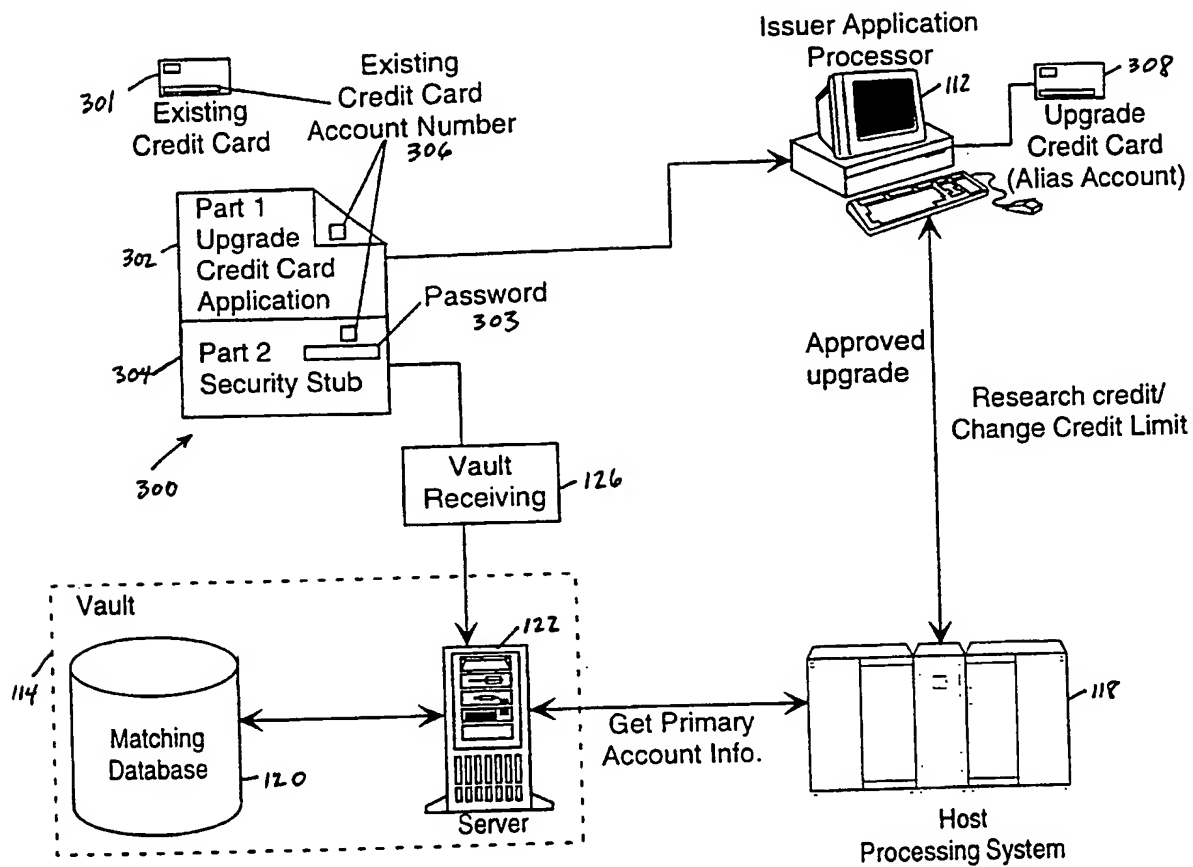 301
Existing
Credit Card
Existing
Credit Card
Account Number
306
Issuer Application
Processor
112
308
Upgrade
Credit Card
(Alias Account)
302
Part 1
Upgrade
Credit Card
Application
Password
303
304
Part 2
Security Stub
300
Vault
Receiving
126
Approved
upgrade
Research credit/
Change Credit Limit
Vault
114
Matching
Database
120
122
Server
Get Primary
Account Info.
118
Host
Processing System